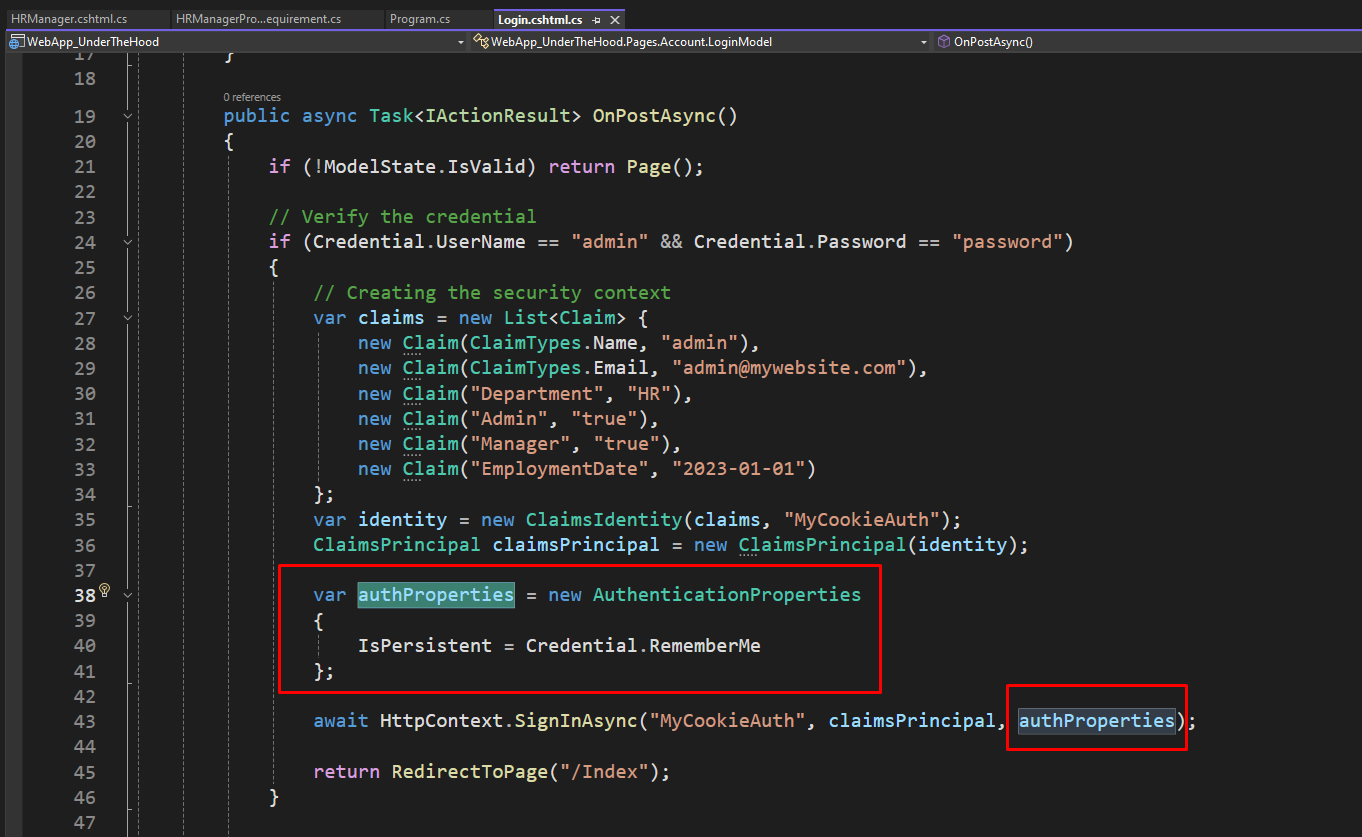 HRManager.cshtml.cs HRManagerPro...equirement.cs Program.cs Login.cshtml.cs
WebApp_UnderTheHood WebApp_UnderTheHood.Pages.Account.LoginModel OnPostAsync()
17 }
18
0 references
19 public async Task<IActionResult> OnPostAsync()
20 {
21 if (!ModelState.IsValid) return Page();
22
23 // Verify the credential
24 if (Credential.UserName == "admin" && Credential.Password == "password")
25 {
26 // Creating the security context
27 var claims = new List<Claim> {
28 new Claim(ClaimTypes.Name, "admin"),
29 new Claim(ClaimTypes.Email, "admin@mywebsite.com"),
30 new Claim("Department", "HR"),
31 new Claim("Admin", "true"),
32 new Claim("Manager", "true"),
33 new Claim("EmploymentDate", "2023-01-01")
34 };
35 var identity = new ClaimsIdentity(claims, "MyCookieAuth");
36 ClaimsPrincipal claimsPrincipal = new ClaimsPrincipal(identity);
37
38 var authProperties = new AuthenticationProperties
39 {
40 IsPersistent = Credential.RememberMe
41 };
42
43 await HttpContext.SignInAsync("MyCookieAuth", claimsPrincipal, authProperties);
44
45 return RedirectToPage("/Index");
46 }
47